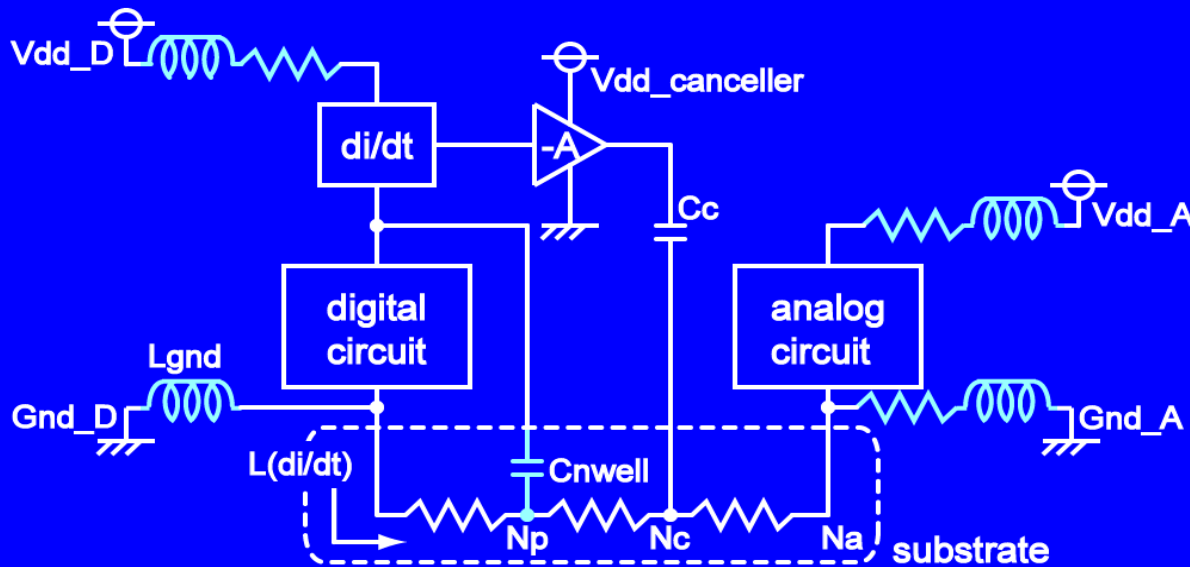 Vdd_D
Vdd_canceller
di/dt
-A
Cc
Vdd_A
digital
circuit
analog
circuit
Lgnd
Gnd_D
Gnd_A
L(di/dt)
Cnwell
Np
Nc
Na
substrate